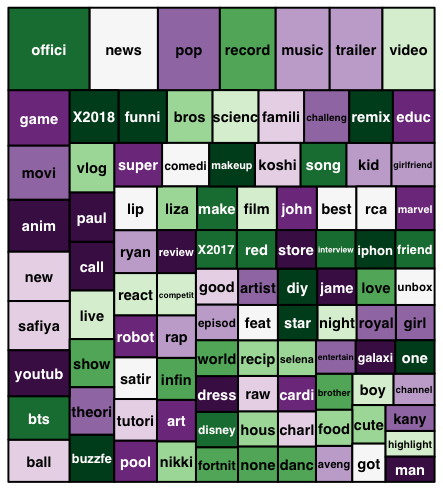 offici news pop record music trailer video
game X2018 funni bros scienc famili challeng remix educ
movi vlog super comedi makeup koshi song kid girlfriend
anim paul lip liza make film john best rca marvel
call ryan review X2017 red store interview iphon friend
new live react competit good artist diy jame love unbox
safiya episod feat star night royal girl
youtub show robot rap world recip selena entertain galaxi one
bts theori satir infin dress raw cardi brother boy channel
tutori art disney hous charl food cute kany
ball buzzfe pool nikki fortnit none danc aveng got highlight
man